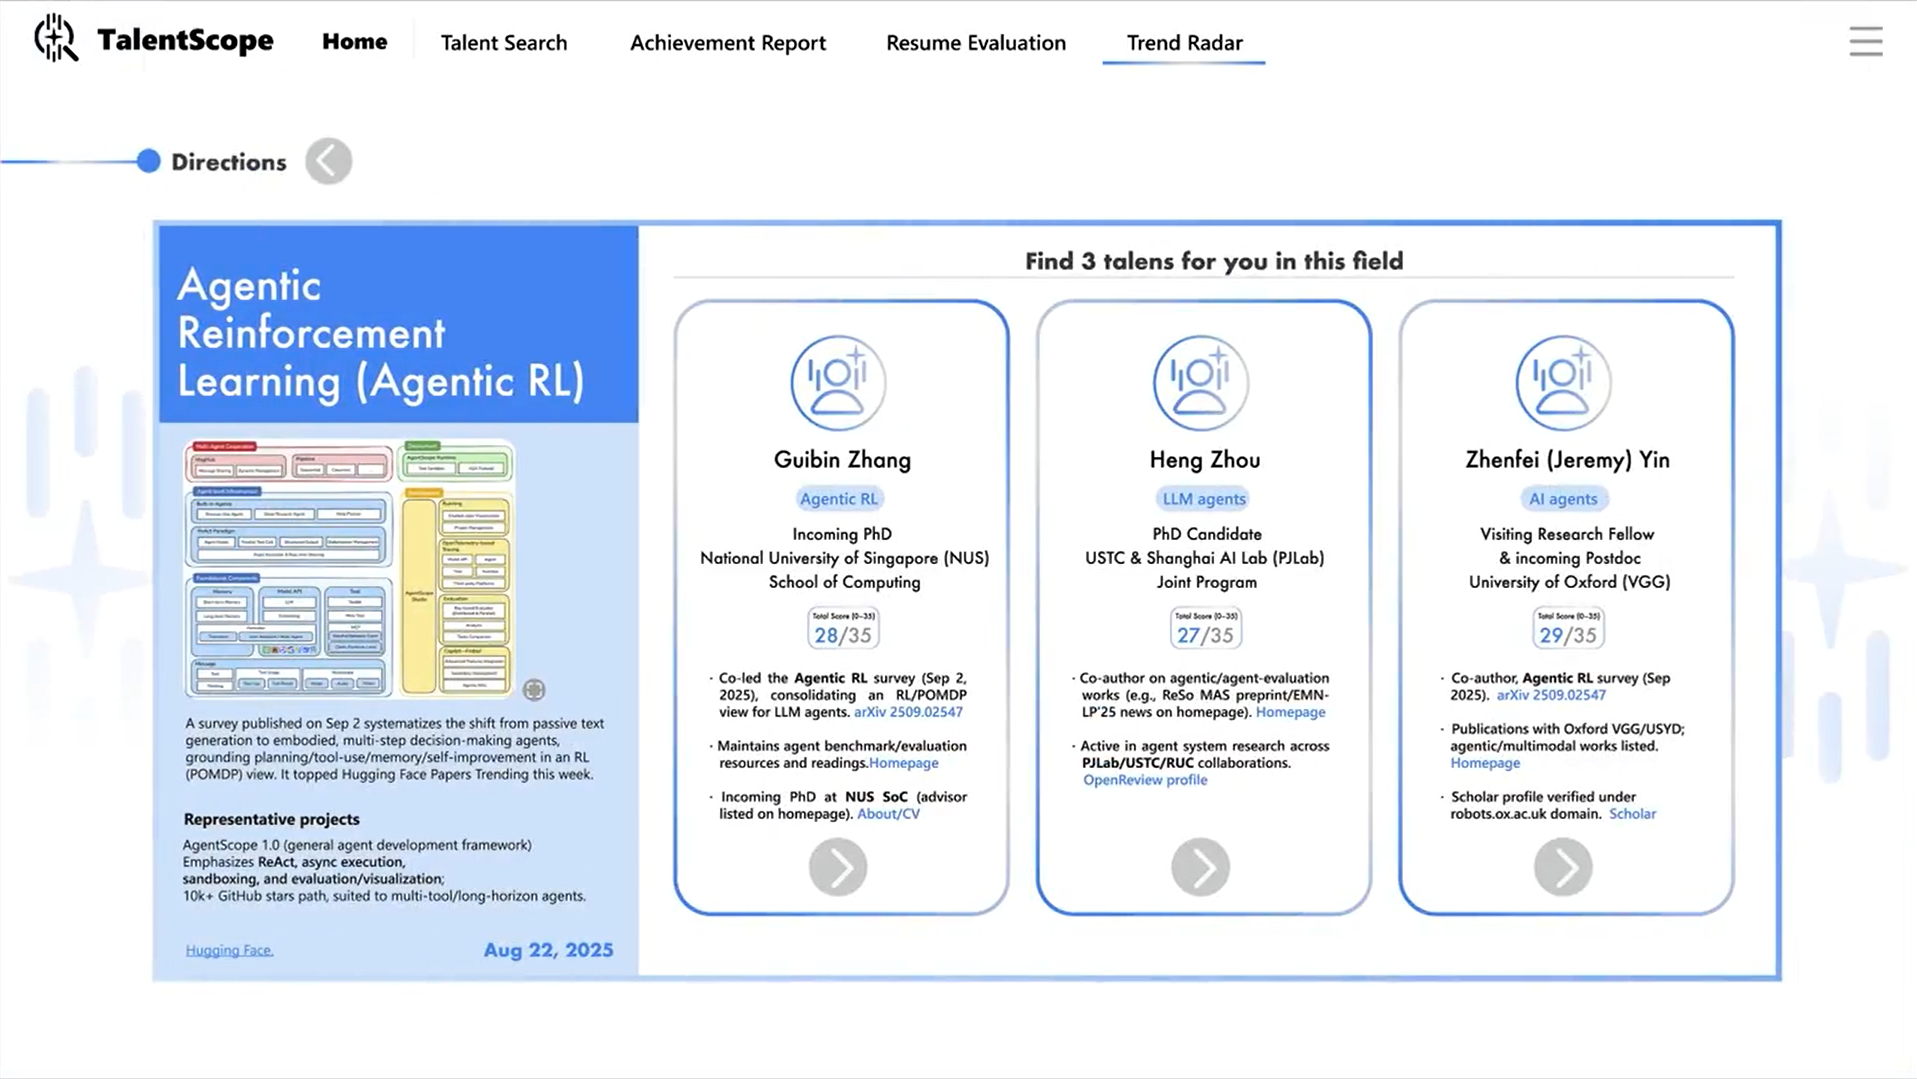 TalentScope
Home
Talent Search
Achievement Report
Resume Evaluation
Trend Radar
Directions
Agentic
Reinforcement
Learning (Agentic RL)
A survey published on Sep 2 systematizes the shift from passive text
generation to embodied, multi-step decision-making agents,
grounding planning/tool-use/memory/self-improvement in an RL
(POMDP) view. It topped Hugging Face Papers Trending this week.
Representative projects
AgentScope 1.0 (general agent development framework)
Emphasizes ReAct, async execution,
sandboxing, and evaluation/visualization;
10k+ GitHub stars path, suited to multi-tool/long-horizon agents.
Hugging Face.
Aug 22, 2025
Find 3 talens for you in this field
Guibin Zhang
Agentic RL
Incoming PhD
National University of Singapore (NUS)
School of Computing
Total Score (0-35)
28/35
· Co-led the Agentic RL survey (Sep 2,
2025), consolidating an RL/POMDP
view for LLM agents. arXiv 2509.02547
· Maintains agent benchmark/evaluation
resources and readings.Homepage
· Incoming PhD at NUS SoC (advisor
listed on homepage). About/CV
Heng Zhou
LLM agents
PhD Candidate
USTC & Shanghai AI Lab (PJLab)
Joint Program
Total Score (0-35)
27/35
· Co-author on agentic/agent-evaluation
works (e.g., ReSo MAS preprint/EMN-
LP'25 news on homepage). Homepage
· Active in agent system research across
PJLab/USTC/RUC collaborations.
OpenReview profile
Zhenfei (Jeremy) Yin
AI agents
Visiting Research Fellow
& incoming Postdoc
University of Oxford (VGG)
Total Score (0-35)
29/35
· Co-author, Agentic RL survey (Sep
2025). arXiv 2509.02547
· Publications with Oxford VGG/USYD;
agentic/multimodal works listed.
Homepage
· Scholar profile verified under
robots.ox.ac.uk domain. Scholar